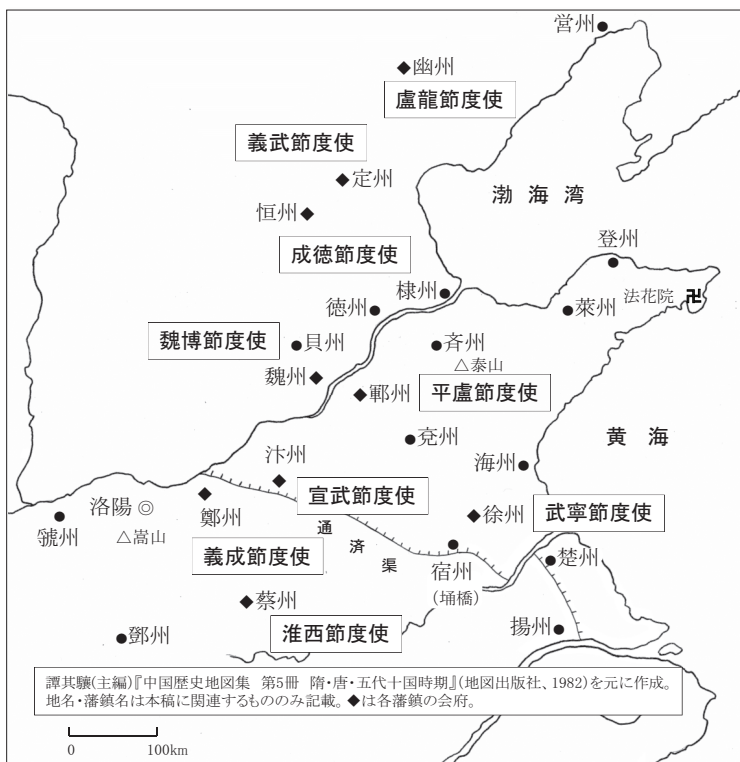 営州
幽州
盧龍節度使
義武節度使
定州
渤海湾
恒州
登州
成徳節度使
棣州
法花院
卍
徳州
萊州
魏博節度使
貝州
斉州
△泰山
魏州
鄆州
平盧節度使
黄海
兗州
汴州
海州
宣武節度使
洛陽◎
鄭州
徐州
武寧節度使
虢州
△嵩山
通済渠
義成節度使
宿州
(埇橋)
楚州
蔡州
揚州
鄧州
淮西節度使
譚其驤(主編)『中国歴史地図集 第5冊 隋・唐・五代十国時期』(地図出版社、1982)を元に作成。
地名・藩鎮名は本稿に関連するもののみ記載。◆は各藩鎮の会府。
0 100km